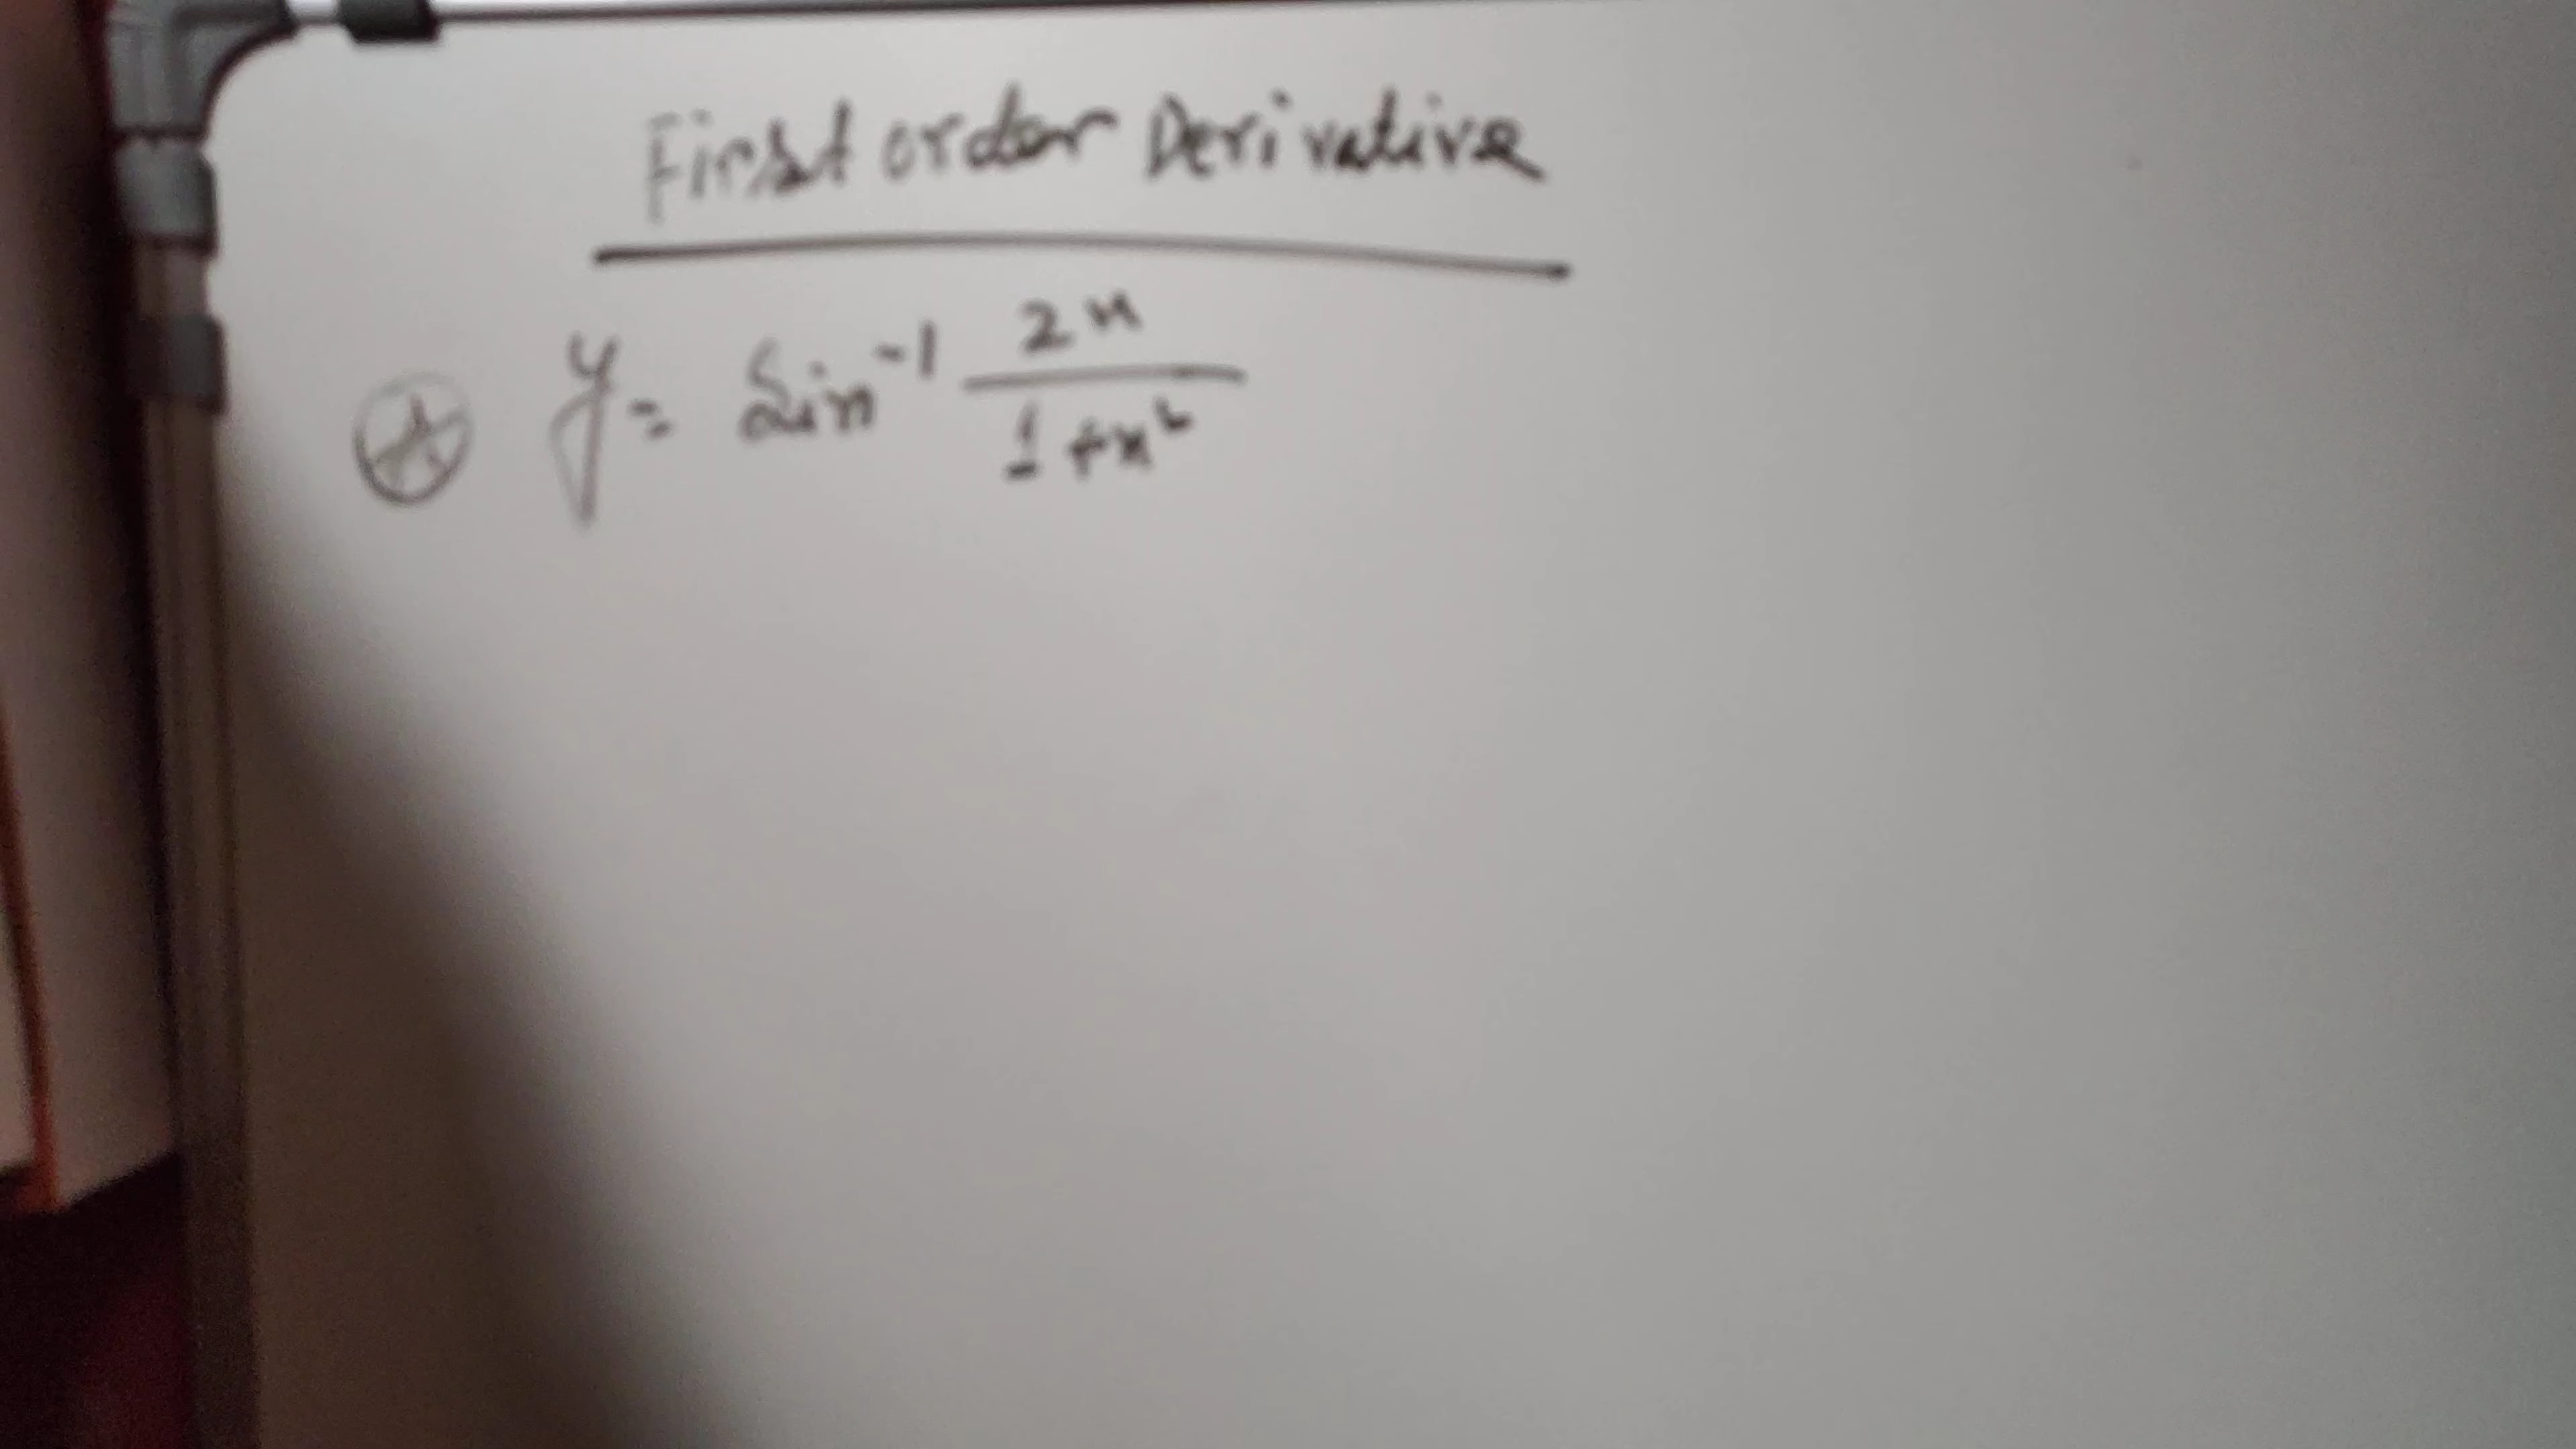 First order Derivative
Ⓐ y = Sin⁻¹ 2x / 1+x²